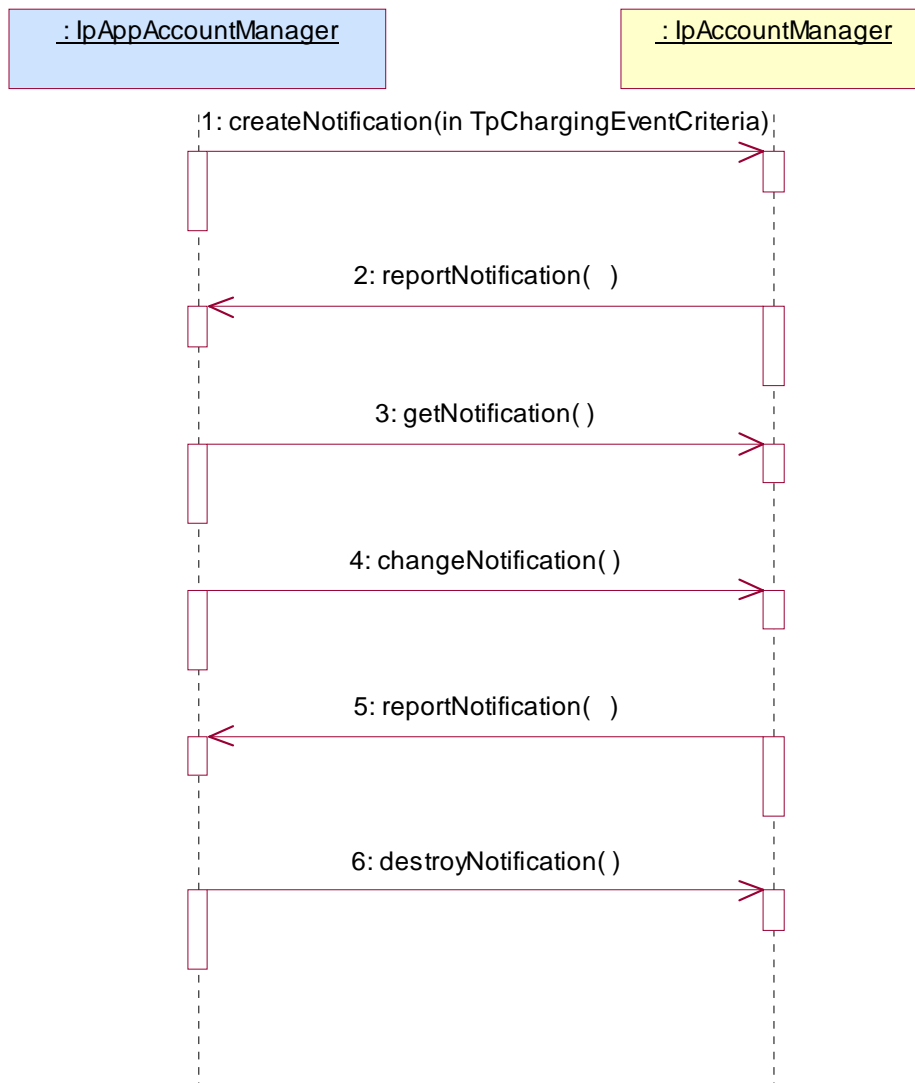 : IpAppAccountManager
: IpAccountManager
1: createNotification(in TpChargingEventCriteria)
2: reportNotification(   )
3: getNotification( )
4: changeNotification( )
5: reportNotification(   )
6: destroyNotification( )